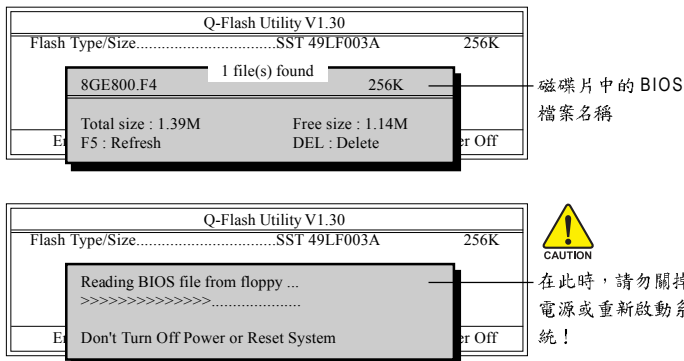 Q-Flash Utility V1.30
Flash Type/Size.................................SST 49LF003A 256K
1 file(s) found
8GE800.F4 256K
Total size : 1.39M Free size : 1.14M
F5 : Refresh DEL : Delete
磁碟片中的 BIOS
檔案名稱
Q-Flash Utility V1.30
Flash Type/Size.................................SST 49LF003A 256K
Reading BIOS file from floppy ...
>>>>>>>>>>>>>>.....................
Don't Turn Off Power or Reset System
CAUTION
在此時，請勿關掉
電源或重新啟動系
統！